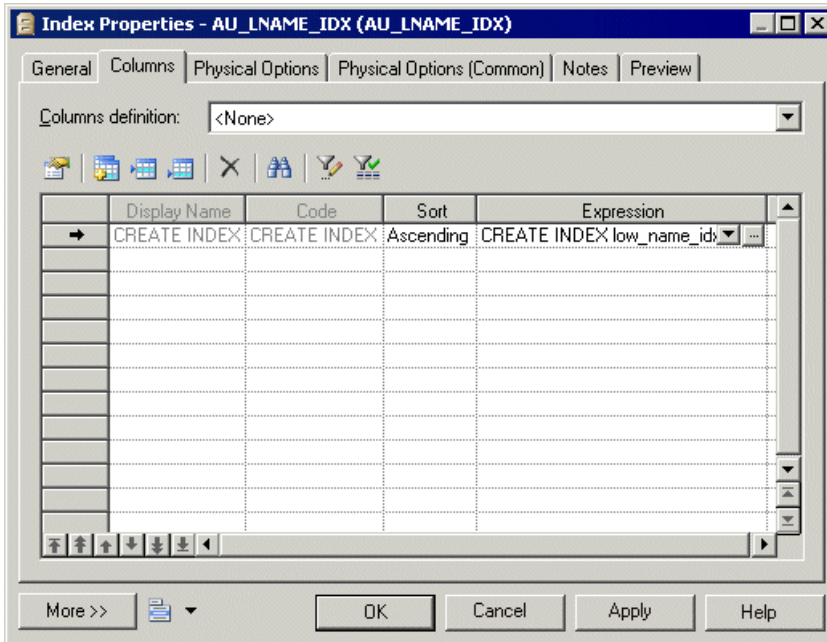 Index Properties - AU_LNAME_IDX (AU_LNAME_IDX)
General Columns Physical Options Physical Options (Common) Notes Preview
Columns definition: <None>
Display Name Code Sort Expression
CREATE INDEX CREATE INDEX Ascending CREATE INDEX low_name_idx ...
More >> OK Cancel Apply Help